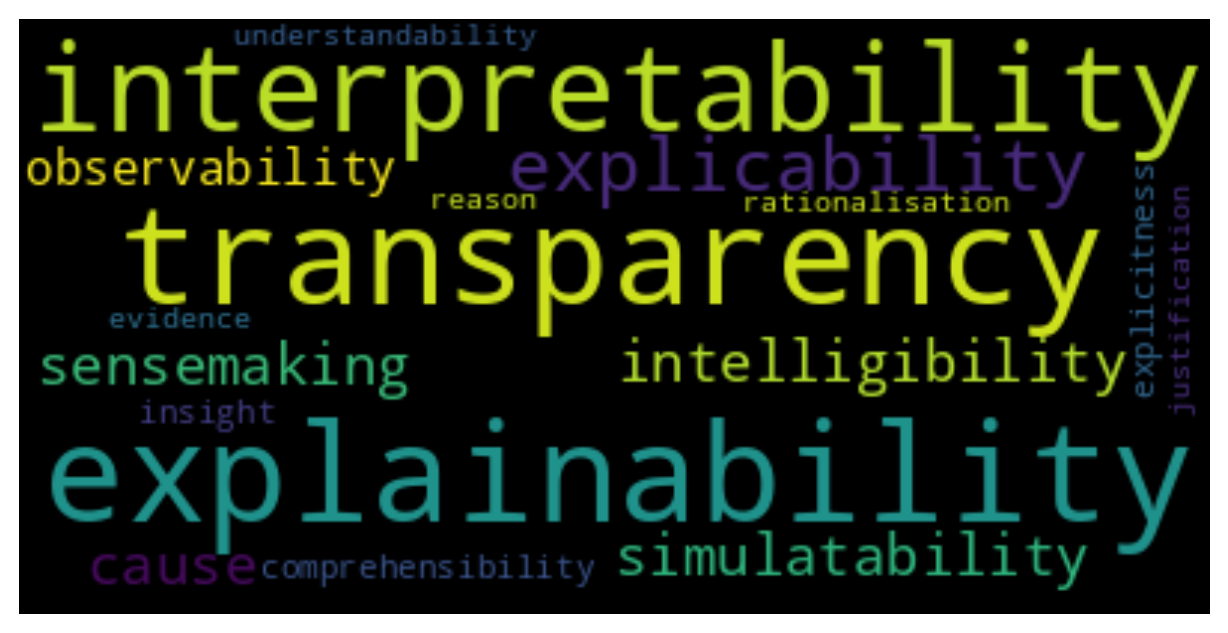 understandability
interpretability
observability
explicability
reason
rationalisation
transparency
explicitness
justification
evidence
sensemaking
intelligibility
insight
explainability
cause
comprehensibility
simulatability